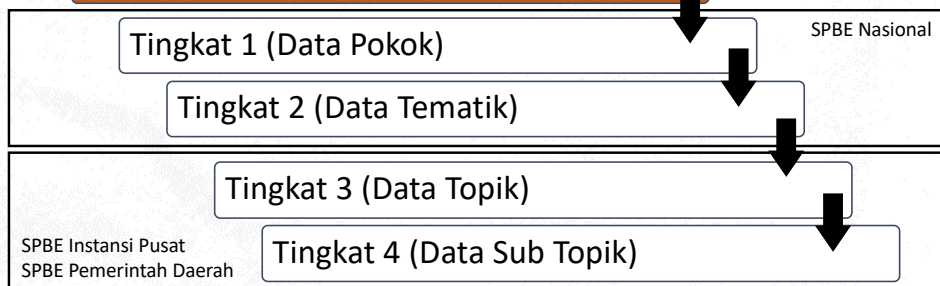 SPBE Nasional
Tingkat 1 (Data Pokok)
Tingkat 2 (Data Tematik)
Tingkat 3 (Data Topik)
Tingkat 4 (Data Sub Topik)
SPBE Instansi Pusat
SPBE Pemerintah Daerah